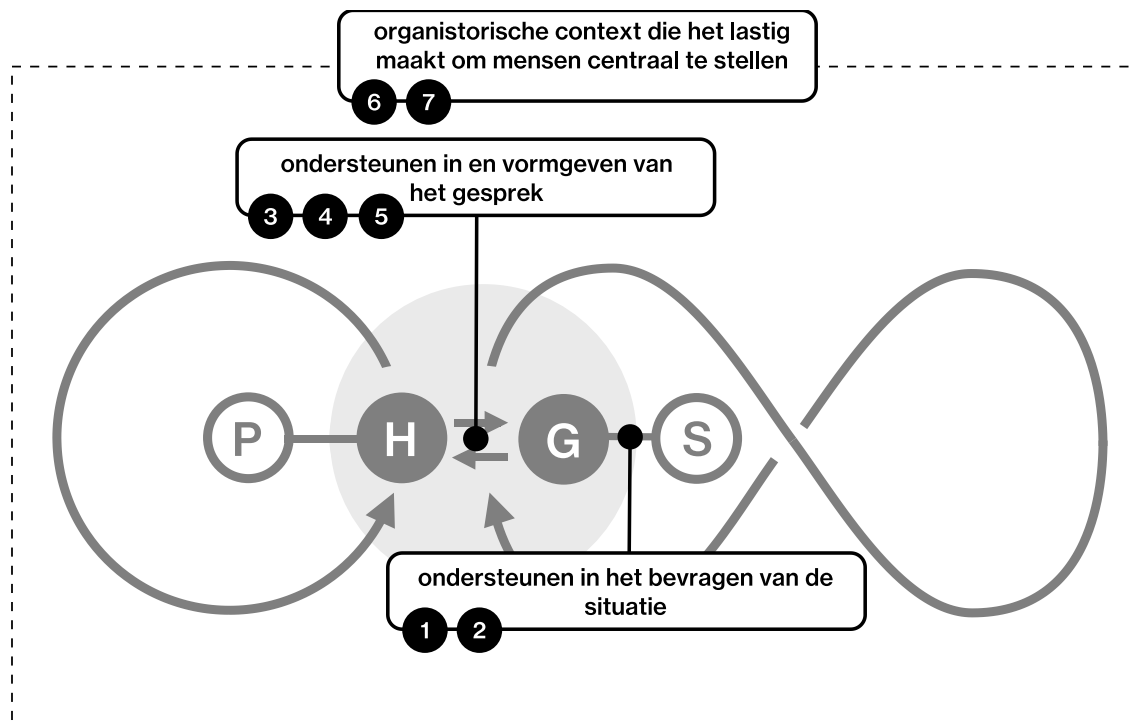 organistorische context die het lastig
maakt om mensen centraal te stellen
6 7
ondersteunen in en vormgeven van
het gesprek
3 4 5
P H G S
ondersteunen in het bevragen van de
situatie
1 2